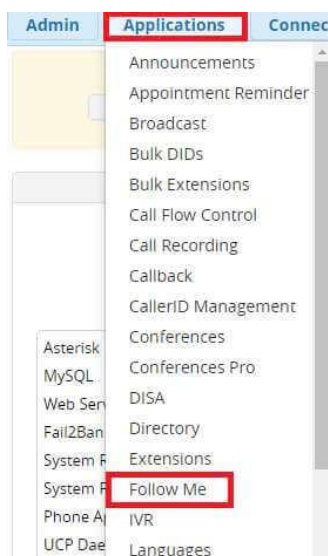 Admin Applications Connec
Announcements
Appointment Reminder
Broadcast
Bulk DIDs
Bulk Extensions
Call Flow Control
Call Recording
Callback
CallerID Management
Conferences
Asterisk
Conferences Pro
MySQL
DISA
Web Serv
Directory
Fail2Ban
Extensions
System R
Follow Me
System R
IVR
Phone A
Languages
UCP Dae